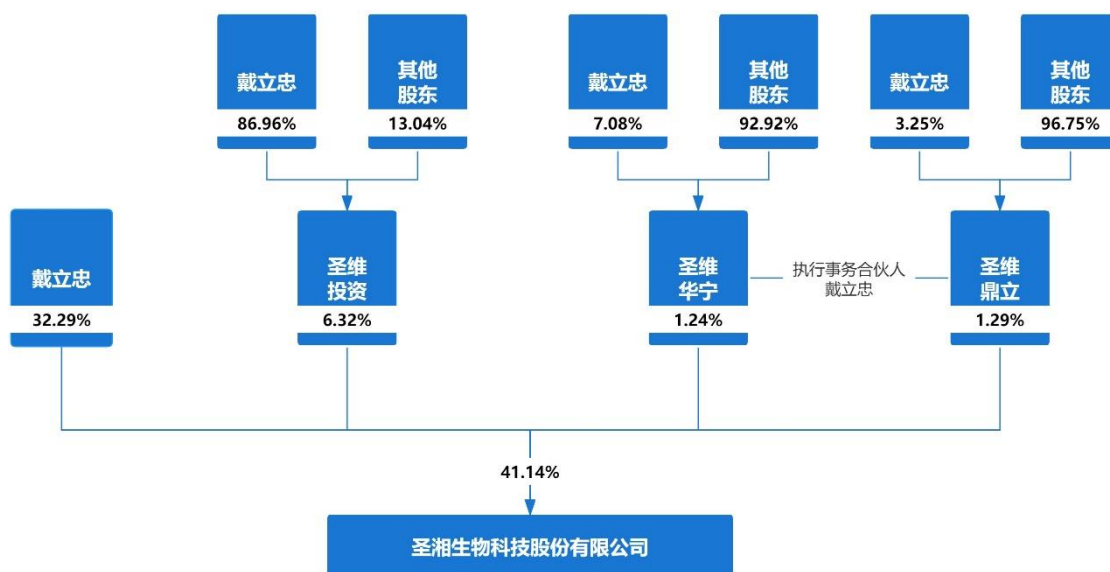 戴立忠
86.96%
其他
股东
13.04%
戴立忠
7.08%
其他
股东
92.92%
戴立忠
3.25%
其他
股东
96.75%
戴立忠
32.29%
圣维
投资
6.32%
圣维
华宁
1.24%
执行事务合伙人
戴立忠
圣维
鼎立
1.29%
41.14%
圣湘生物科技股份有限公司